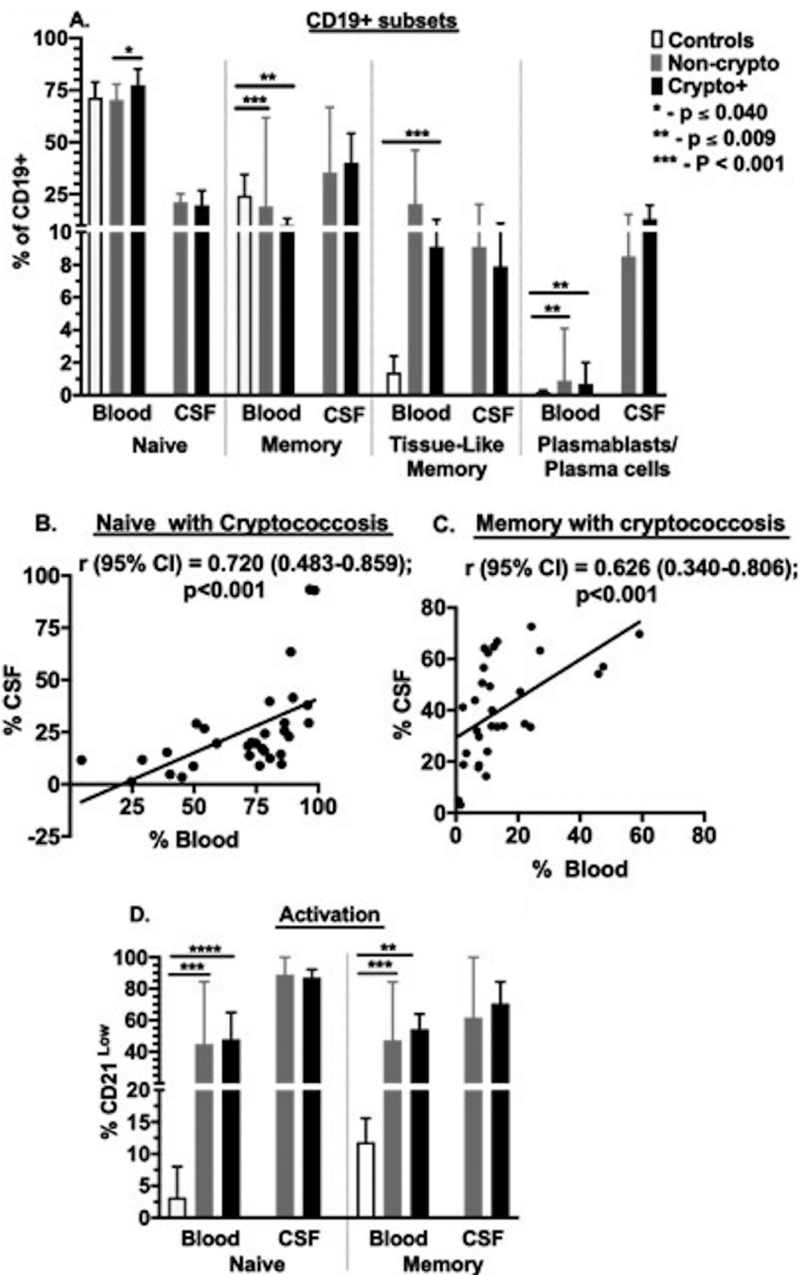 A.
CD19+ subsets
Controls
Non-crypto
Crypto+
* - p ≤ 0.040
** - p ≤ 0.009
*** - P < 0.001
% of CD19+
100
75
50
25
10
8
6
4
2
0
*
**
***
***
**
**
Blood CSF Blood CSF Blood CSF Blood CSF
Naive Memory Tissue-Like Memory Plasmablasts/ Plasma cells
B. Naive with Cryptococcosis
r (95% CI) = 0.720 (0.483-0.859);
p<0.001
% CSF
100
75
50
25
0
-25
25 50 75 100
% Blood
C. Memory with cryptococcosis
r (95% CI) = 0.626 (0.340-0.806);
p<0.001
% CSF
80
60
40
20
0
0 20 40 60 80
% Blood
D. Activation
% CD21 Low
100
80
60
40
20
15
10
5
0
****
***
**
***
Blood CSF Blood CSF
Naive Memory